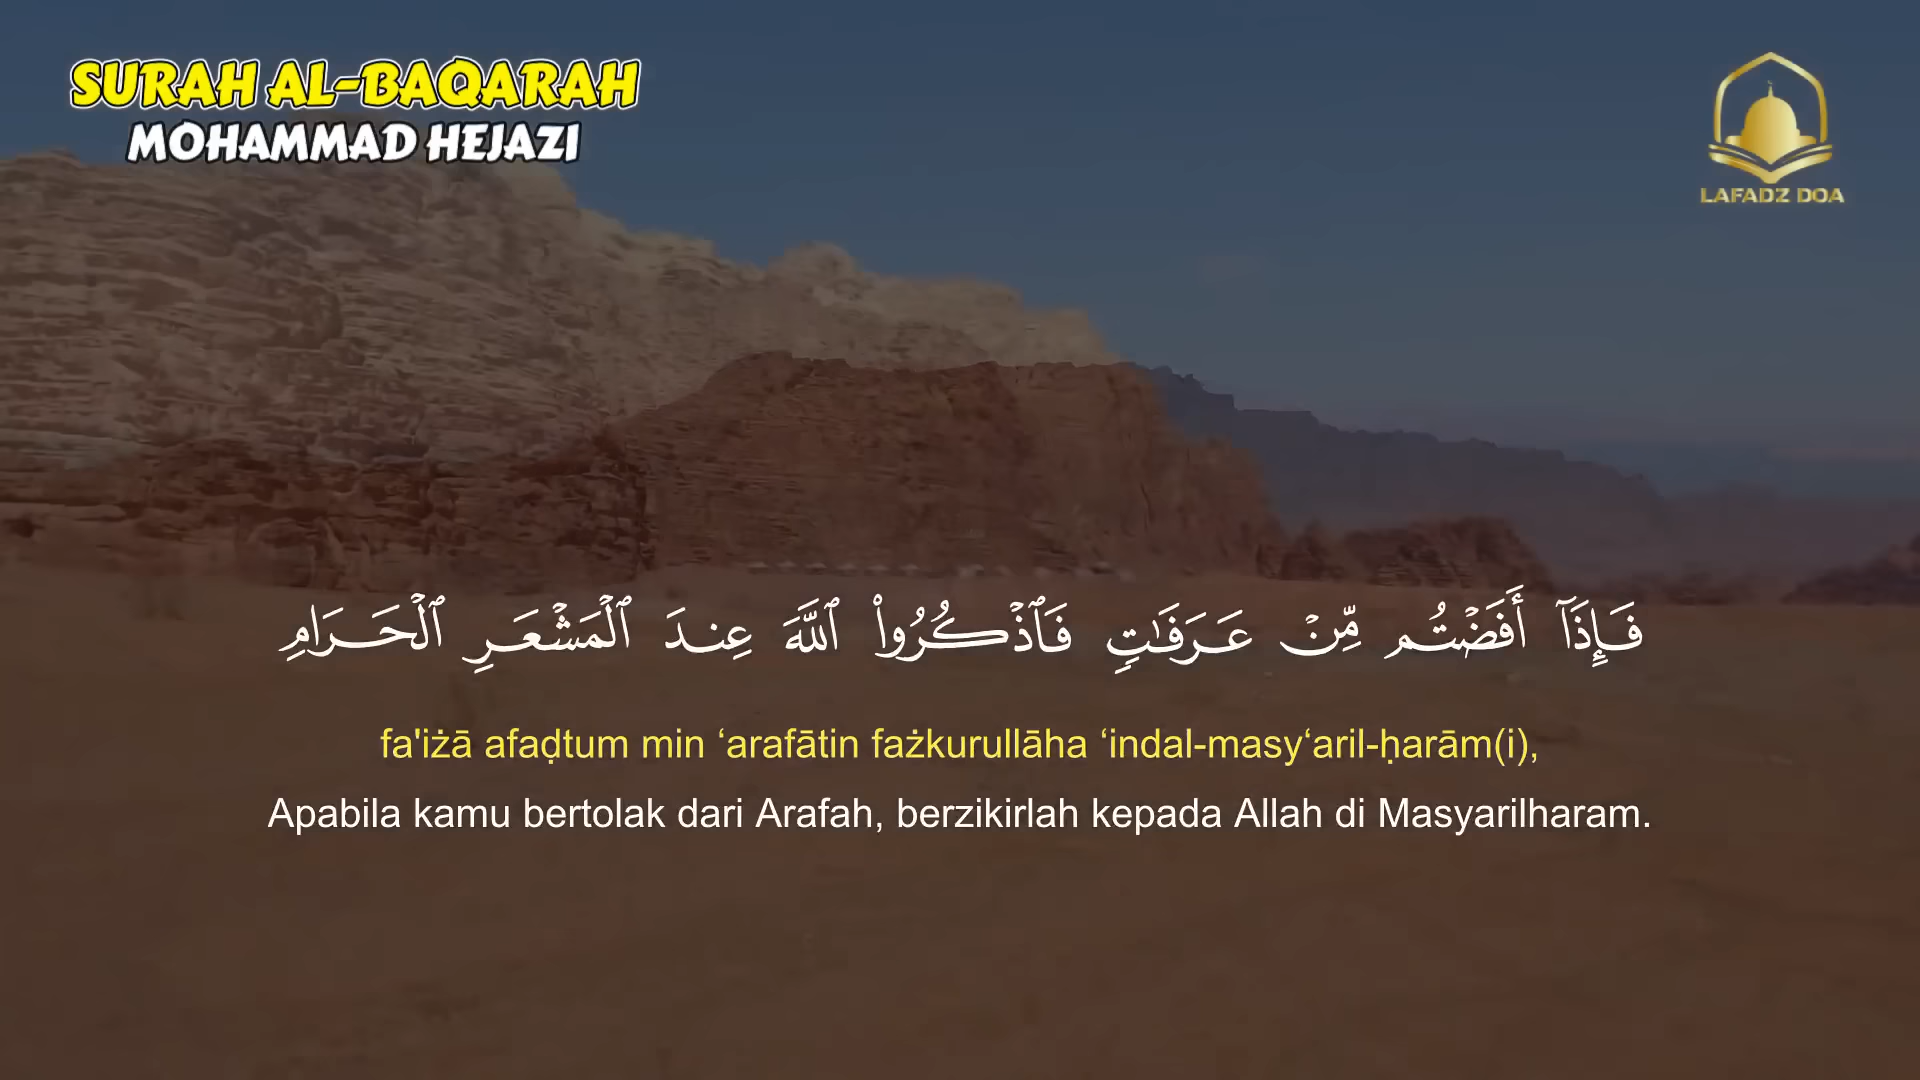 SURAH AL-BAQARAH
MOHAMMAD HEJAZI
LAFADZ DOA
فَإِذَآ أَفَضْتُم مِّنْ عَرَفَٰتٍ فَٱذْكُرُوا۟ ٱللَّهَ عِندَ ٱلْمَشْعَرِ ٱلْحَرَامِ
fa'iżā afaḍtum min ‘arafātin fażkurullāha ‘indal-masy‘aril-ḥarām(i),
Apabila kamu bertolak dari Arafah, berzikirlah kepada Allah di Masyarilharam.